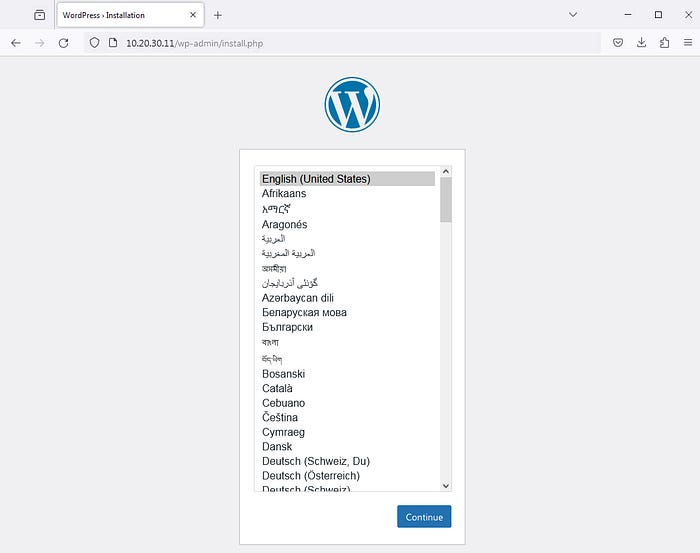 WordPress › Installation
10.20.30.11/wp-admin/install.php
English (United States)
Afrikaans
አማርኛ
Aragonés
العربية
العربية المغربية
অসমীয়া
گؤنئی آذربایجان
Azərbaycan dili
Беларуская мова
Български
বাংলা
བོད་ཡིག
Bosanski
Català
Cebuano
Čeština
Cymraeg
Dansk
Deutsch (Schweiz, Du)
Deutsch (Österreich)
Deutsch (Schweiz)
Continue